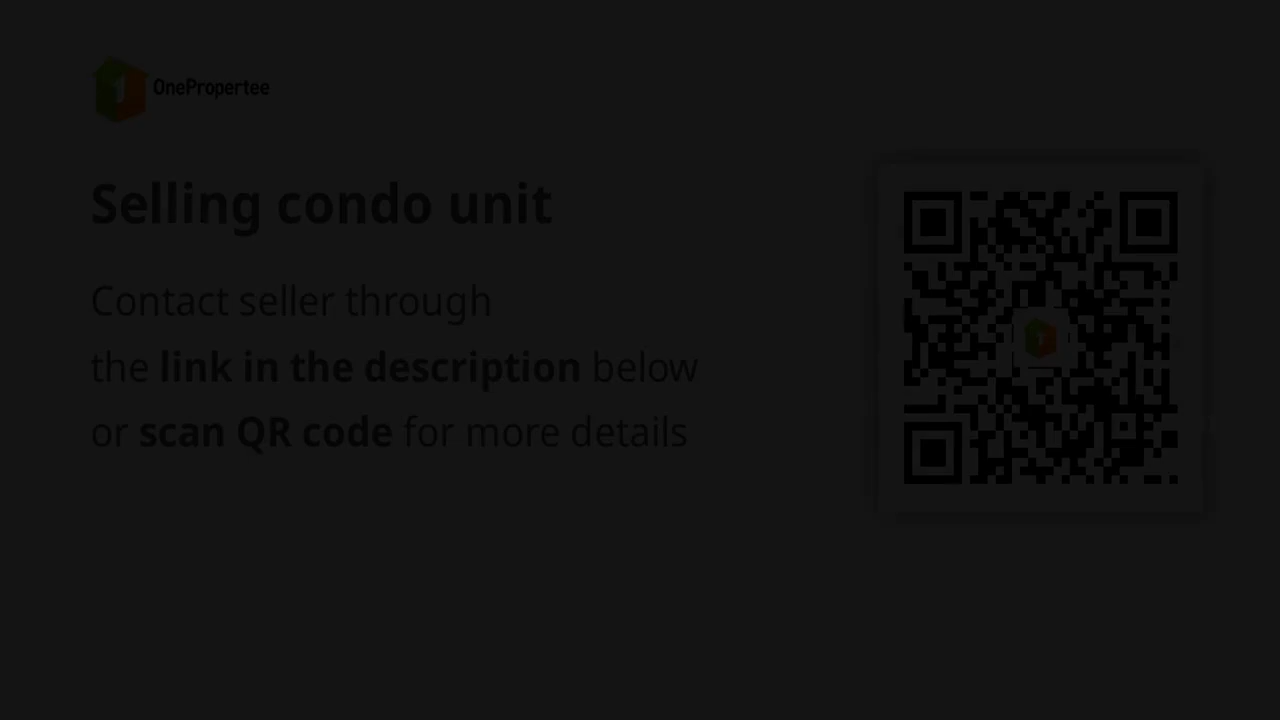 OnePropertee
Selling condo unit
Contact seller through
the link in the description below
or scan QR code for more details